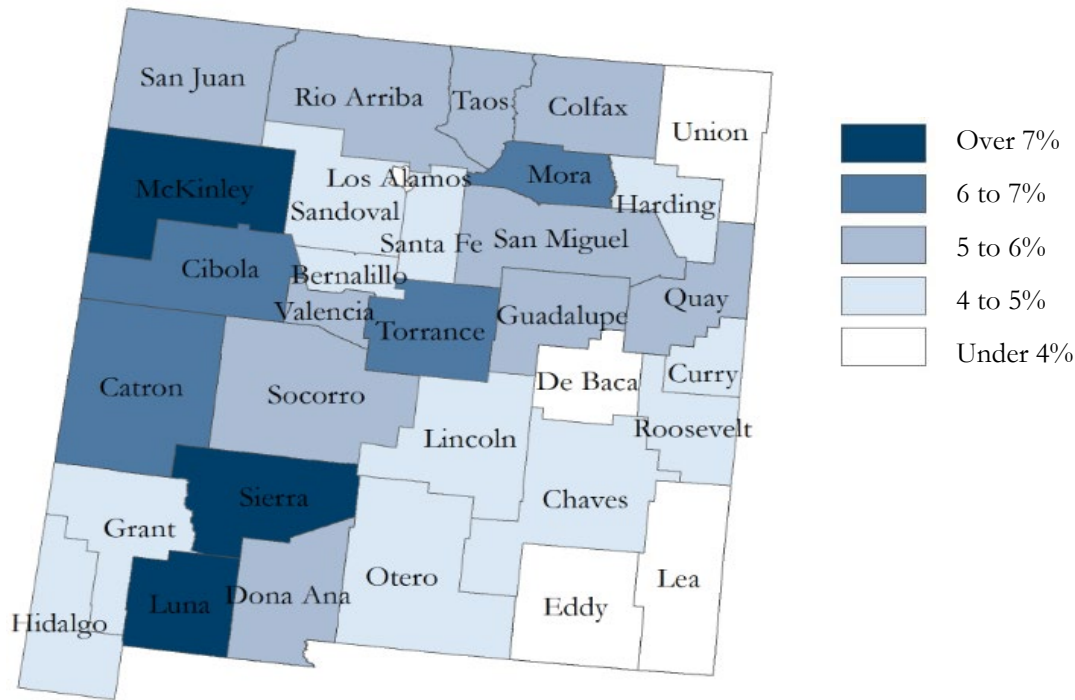 San Juan
Rio Arriba
Taos
Colfax
Union
McKinley
Los Alamos
Mora
Sandoval
Harding
Santa Fe
San Miguel
Cibola
Bernalillo
Valencia
Torrance
Guadalupe
Quay
Catron
Socorro
De Baca
Curry
Lincoln
Roosevelt
Sierra
Chaves
Grant
Otero
Lea
Luna
Dona Ana
Eddy
Hidalgo
Over 7%
6 to 7%
5 to 6%
4 to 5%
Under 4%